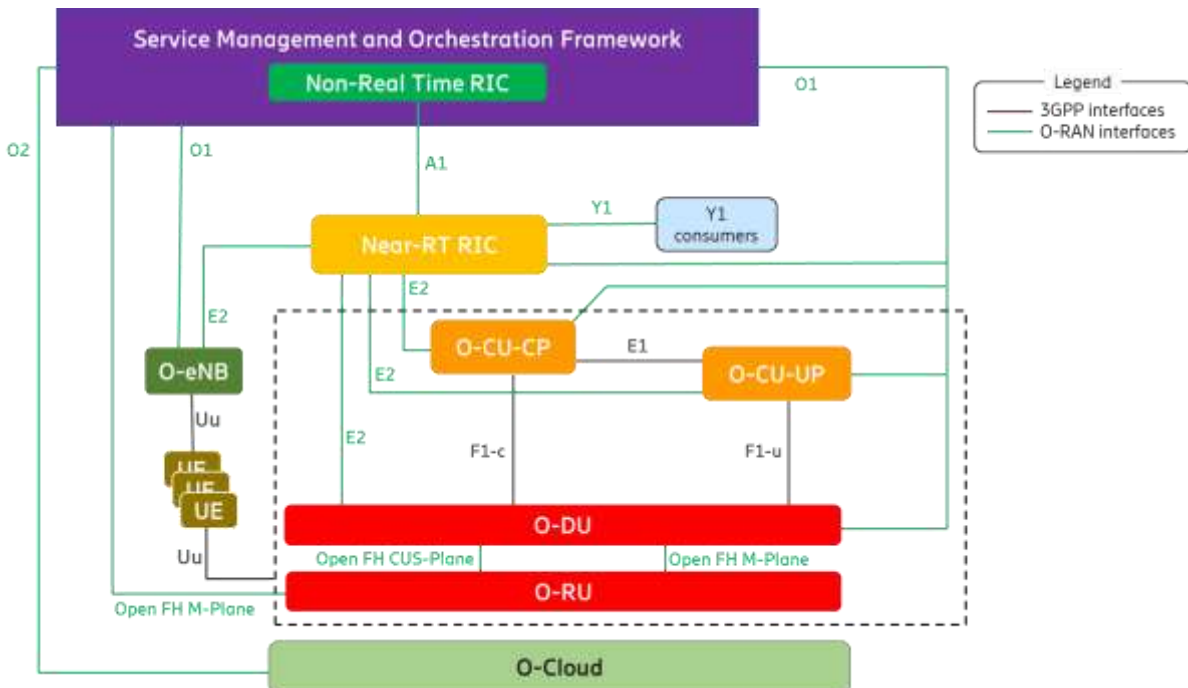 Service Management and Orchestration Framework
Non-Real Time RIC
O1
Legend
3GPP interfaces
O-RAN interfaces
O2
O1
A1
Y1
Y1
consumers
Near-RT RIC
E2
E2
O-CU-CP
E1
O-CU-UP
O-eNB
E2
Uu
E2
F1-c
F1-u
UE
UE
UE
O-DU
Uu
Open FH CUS-Plane
Open FH M-Plane
O-RU
Open FH M-Plane
O-Cloud